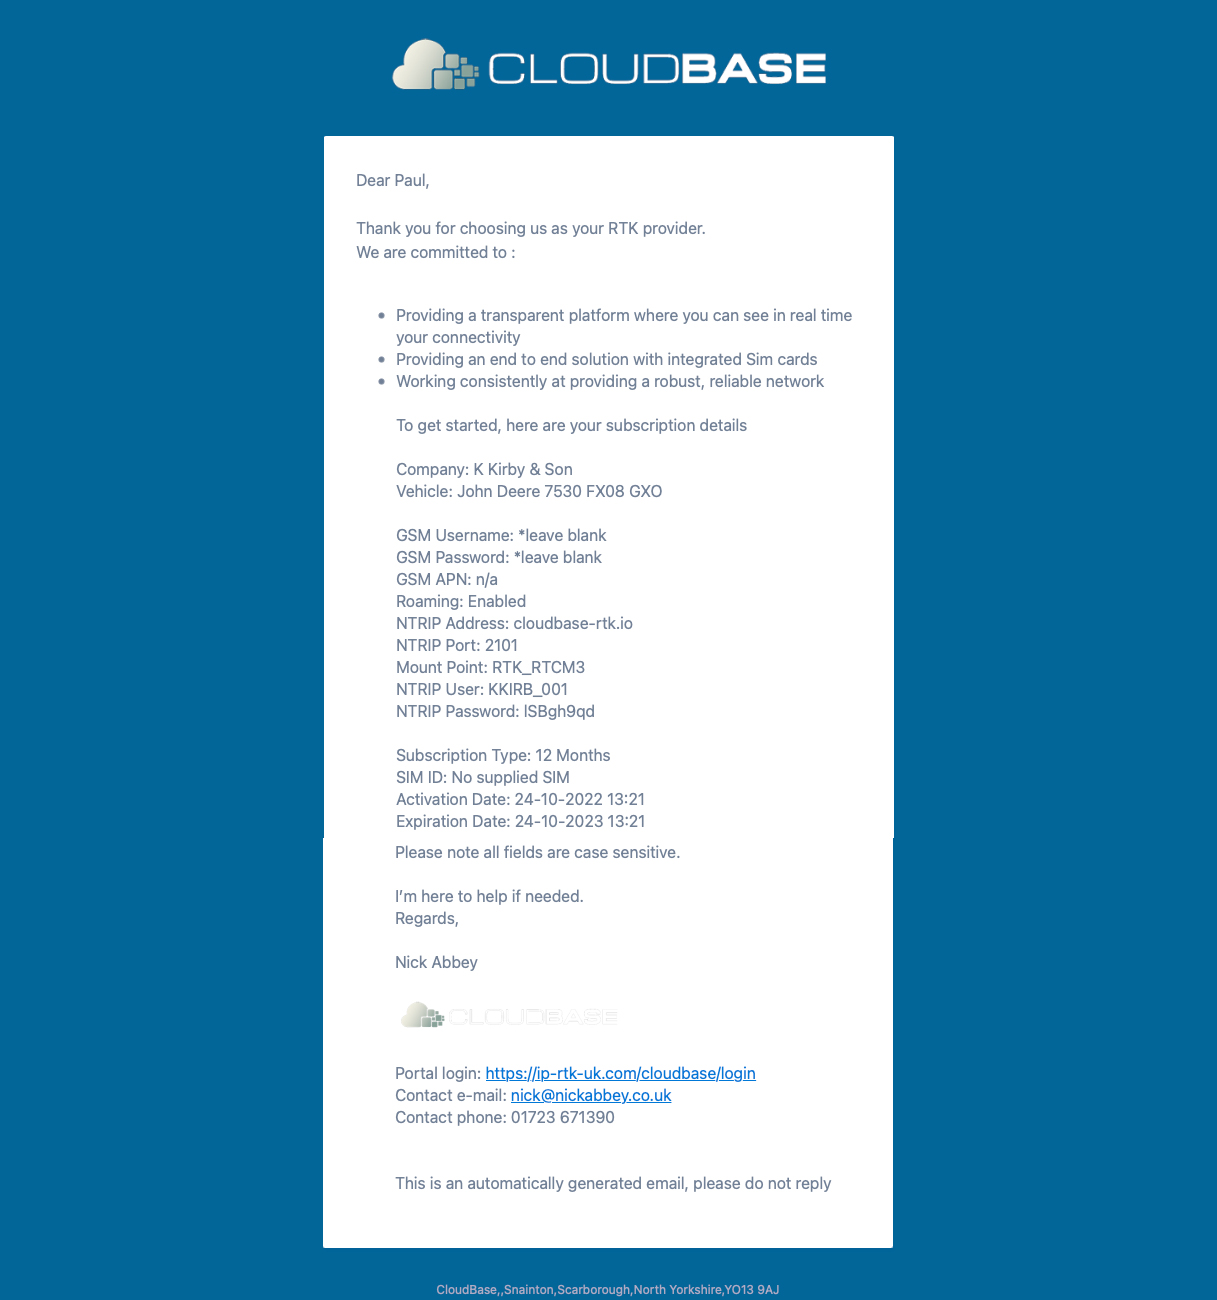 CLOUDBASE
Dear Paul,
Thank you for choosing us as your RTK provider.
We are committed to :
• Providing a transparent platform where you can see in real time
your connectivity
• Providing an end to end solution with integrated Sim cards
• Working consistently at providing a robust, reliable network
To get started, here are your subscription details
Company: K Kirby & Son
Vehicle: John Deere 7530 FX08 GXO
GSM Username: *leave blank
GSM Password: *leave blank
GSM APN: n/a
Roaming: Enabled
NTRIP Address: cloudbase-rtk.io
NTRIP Port: 2101
Mount Point: RTK_RTCM3
NTRIP User: KKIRB_001
NTRIP Password: lSBgh9qd
Subscription Type: 12 Months
SIM ID: No supplied SIM
Activation Date: 24-10-2022 13:21
Expiration Date: 24-10-2023 13:21
Please note all fields are case sensitive.
I’m here to help if needed.
Regards,
Nick Abbey
CLOUDBASE
Portal login: https://ip-rtk-uk.com/cloudbase/login
Contact e-mail: nick@nickabbey.co.uk
Contact phone: 01723 671390
This is an automatically generated email, please do not reply
CloudBase,,Snainton,Scarborough,North Yorkshire,YO13 9AJ